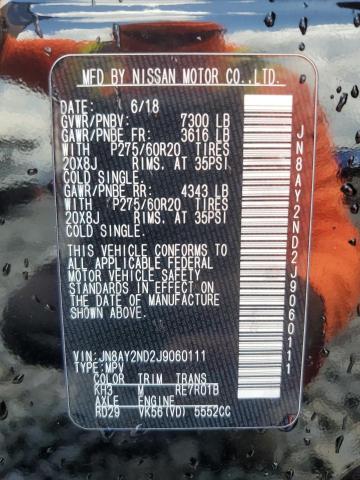 MFD BY NISSAN MOTOR CO.,LTD.
DATE: 6/18
GVWR/PNBV: 7300 LB
GAWR/PNBE FR: 3616 LB
WITH P275/60R20 TIRES
20X8J RIMS. AT 35PSI
COLD SINGLE.
GAWR/PNBE RR: 4343 LB
WITH P275/60R20 TIRES
20X8J RIMS. AT 35PSI
COLD SINGLE.
THIS VEHICLE CONFORMS TO
ALL APPLICABLE FEDERAL
MOTOR VEHICLE SAFETY
STANDARDS IN EFFECT ON
THE DATE OF MANUFACTURE
SHOWN ABOVE.
VIN:JN8AY2ND2J9060111
TYPE:MPV
COLOR TRIM TRANS
KH3 M RE7R01B
AXLE ENGINE
RD29 VK56(VD) 5552CC
JN8AY2ND2J9060111